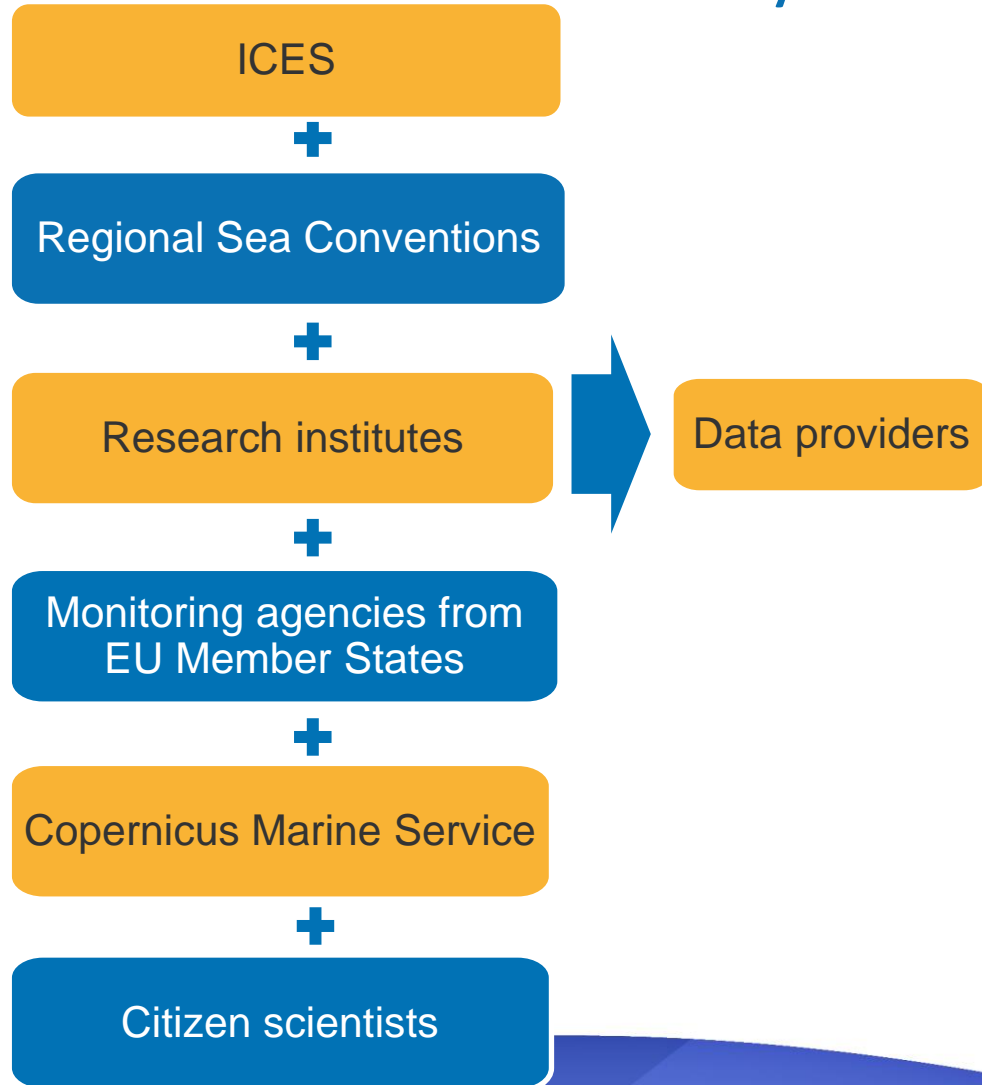 ICES
Regional Sea Conventions
Research institutes
Data providers
Monitoring agencies from
EU Member States
Copernicus Marine Service
Citizen scientists